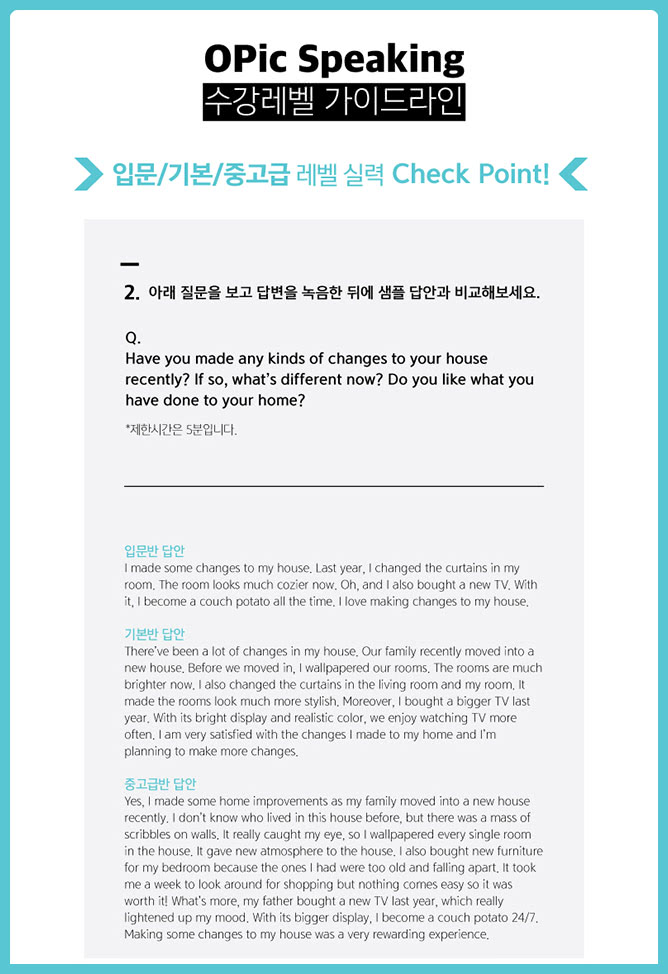 OPic Speaking
수강레벨 가이드라인
입문/기본/중고급 레벨 실력 Check Point!
2. 아래 질문을 보고 답변을 녹음한 뒤에 샘플 답안과 비교해보세요.
Q.
Have you made any kinds of changes to your house
recently? If so, what's different now? Do you like what you
have done to your home?
*제한시간은 5분입니다.
입문반 답안
I made some changes to my house. Last year, I changed the curtains in my
room. The room looks much cozier now. Oh, and I also bought a new TV. With
it, I become a couch potato all the time. I love making changes to my house.
기본반 답안
There've been a lot of changes in my house. Our family recently moved into a
new house. Before we moved in, I wallpapered our rooms. The rooms are much
brighter now. I also changed the curtains in the living room and my room. It
made the rooms look much more stylish. Moreover, I bought a bigger TV last
year. With its bright display and realistic color, we enjoy watching TV more
often. I am very satisfied with the changes I made to my home and I'm
planning to make more changes.
중고급반 답안
Yes, I made some home improvements as my family moved into a new house
recently. I don't know who lived in this house before, but there was a mass of
scribbles on walls. It really caught my eye, so I wallpapered every single room
in the house. It gave new atmosphere to the house. I also bought new furniture
for my bedroom because the ones I had were too old and falling apart. It took
me a week to look around for shopping but nothing comes easy so it was
worth it! What's more, my father bought a new TV last year, which really
lightened up my mood. With its bigger display, I become a couch potato 24/7.
Making some changes to my house was a very rewarding experience.